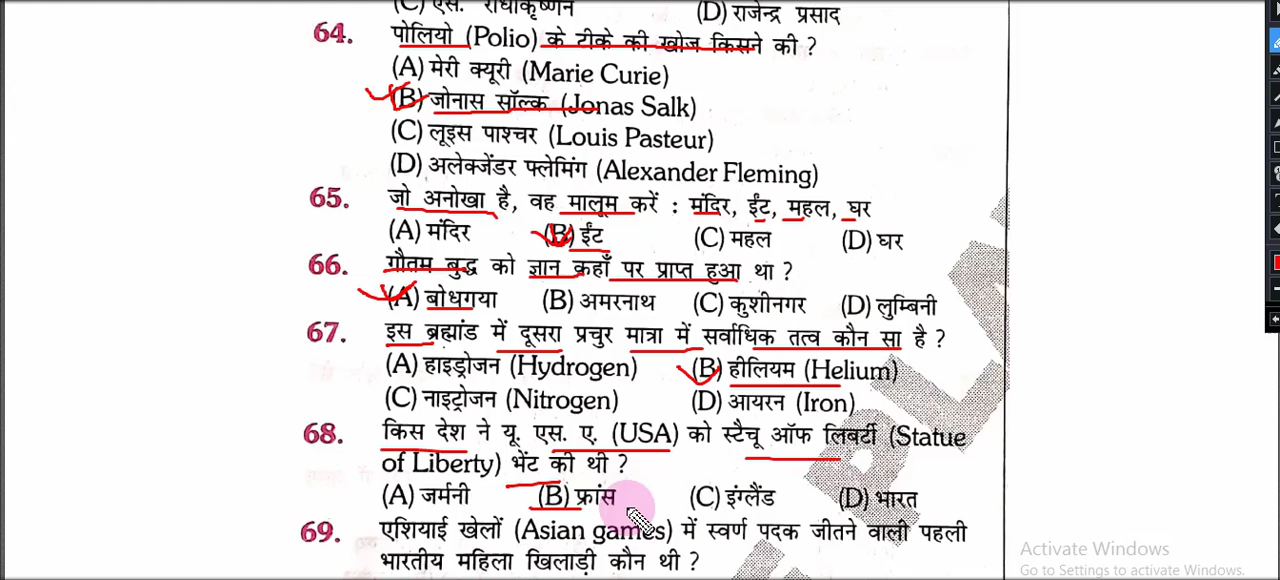 (C) एस. राधाकृष्णन (D) राजेन्द्र प्रसाद
64. पोलियो (Polio) के टीके की खोज किसने की ?
(A) मेरी क्यूरी (Marie Curie)
(B) जोनास सॉल्क (Jonas Salk)
(C) लूइस पाश्चर (Louis Pasteur)
(D) अलेक्जेंडर फ्लेमिंग (Alexander Fleming)
65. जो अनोखा है, वह मालूम करें : मंदिर, ईंट, महल, घर
(A) मंदिर (B) ईंट (C) महल (D) घर
66. गौतम बुद्ध को ज्ञान कहाँ पर प्राप्त हुआ था ?
(A) बोधगया (B) अमरनाथ (C) कुशीनगर (D) लुम्बिनी
67. इस ब्रह्मांड में दूसरा प्रचुर मात्रा में सर्वाधिक तत्व कौन सा है ?
(A) हाइड्रोजन (Hydrogen) (B) हीलियम (Helium)
(C) नाइट्रोजन (Nitrogen) (D) आयरन (Iron)
68. किस देश ने यू. एस. ए. (USA) को स्टैचू ऑफ लिबर्टी (Statue
of Liberty) भेंट की थी ?
(A) जर्मनी (B) फ्रांस (C) इंग्लैंड (D) भारत
69. एशियाई खेलों (Asian games) में स्वर्ण पदक जीतने वाली पहली
भारतीय महिला खिलाड़ी कौन थी ?
Activate Windows
Go to Settings to activate Windows.